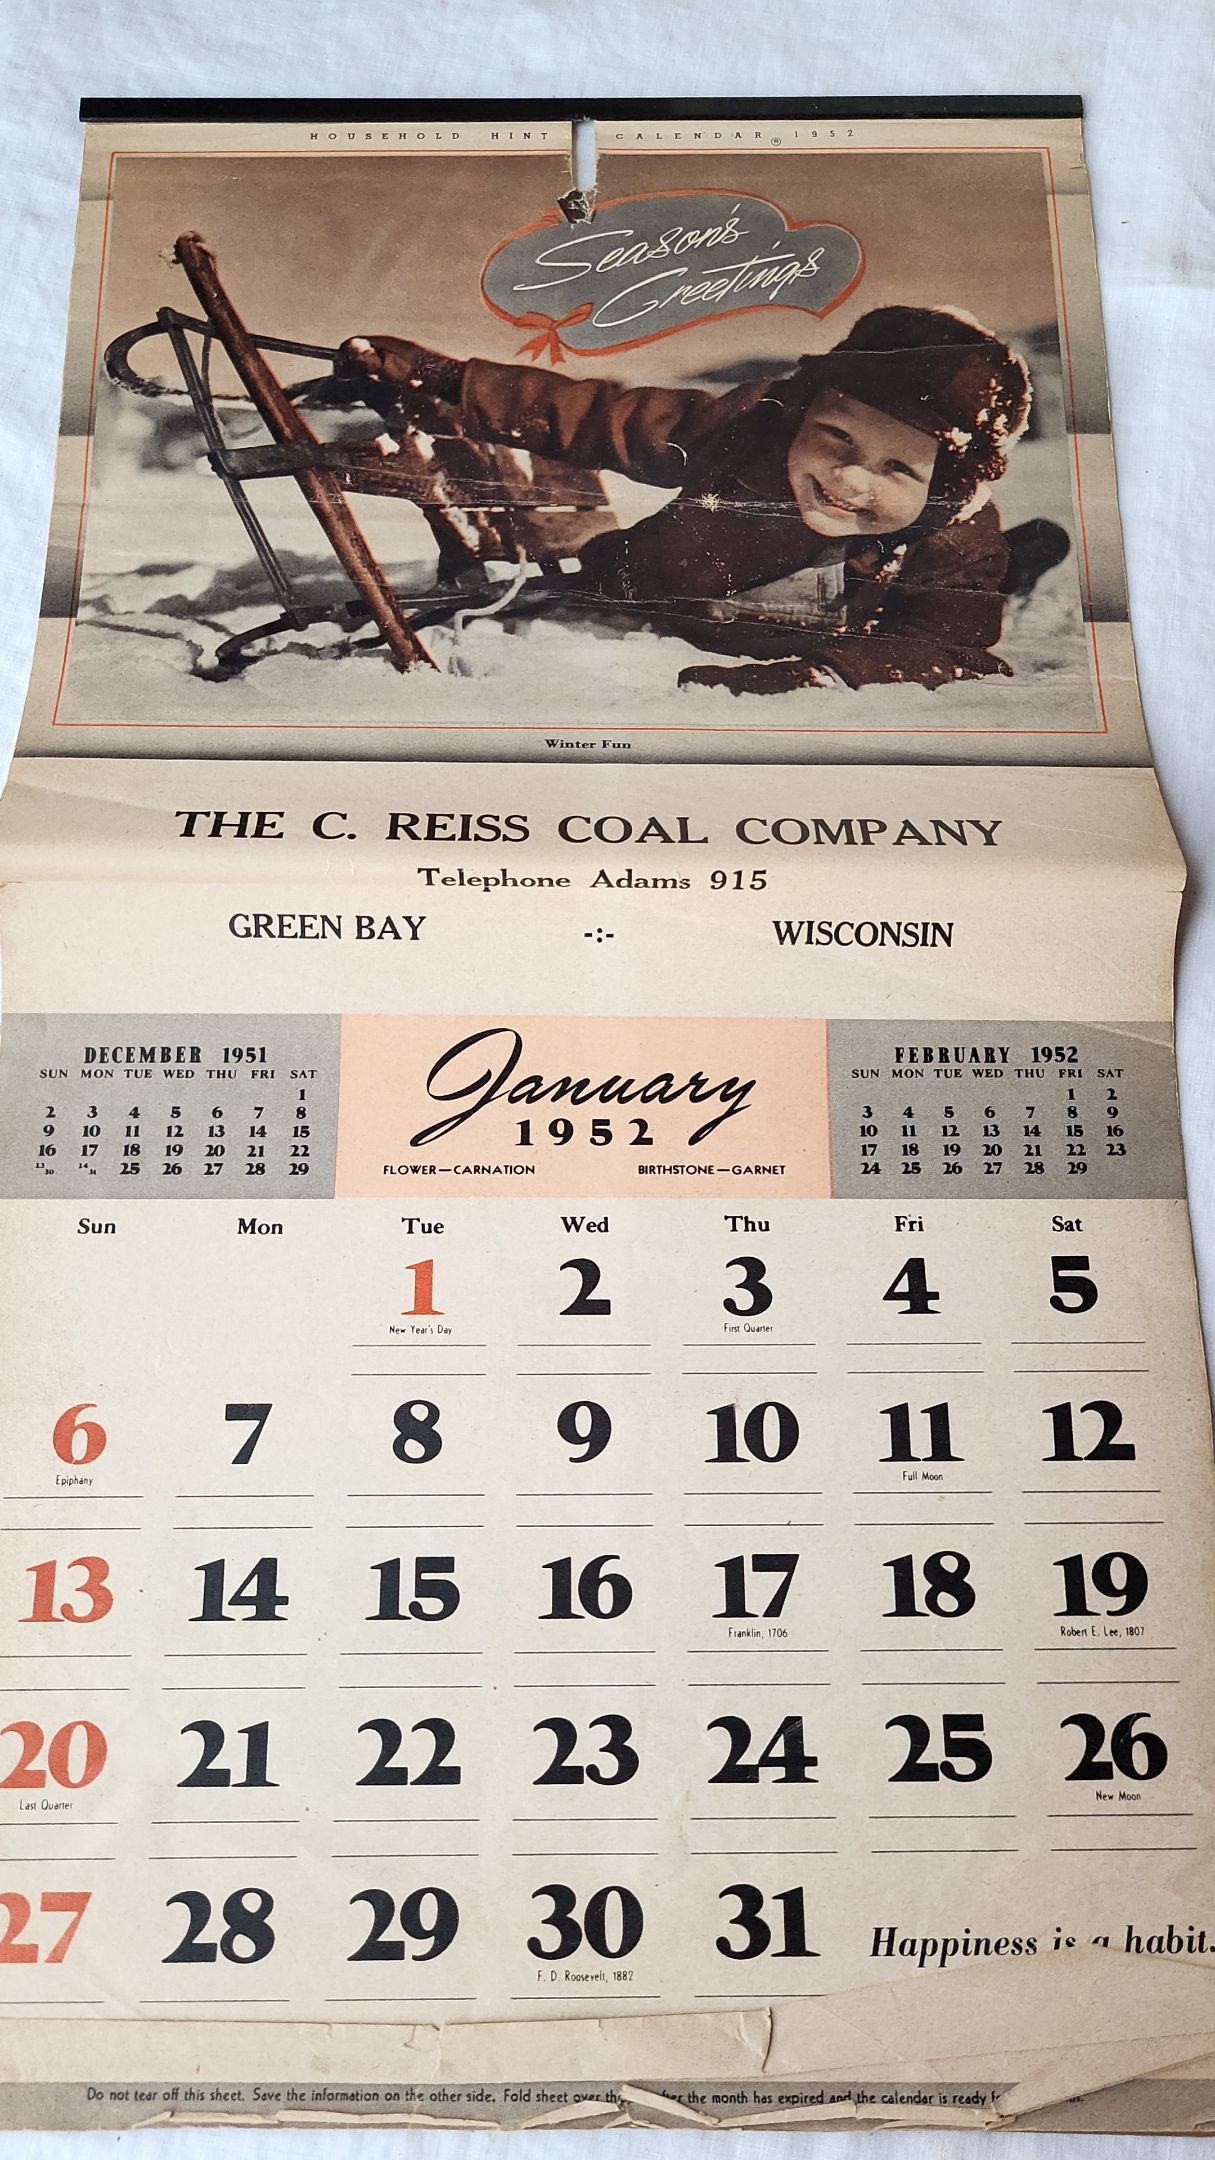 HOUSEHOLD HINT CALENDAR® 1952
Season's
Greetings
Winter Fun
THE C. REISS COAL COMPANY
Telephone Adams 915
GREEN BAY -:- WISCONSIN
DECEMBER 1951
SUN MON TUE WED THU FRI SAT
1
2 3 4 5 6 7 8
9 10 11 12 13 14 15
16 17 18 19 20 21 22
23/30 24/31 25 26 27 28 29
January
1952
FLOWER—CARNATION BIRTHSTONE—GARNET
FEBRUARY 1952
SUN MON TUE WED THU FRI SAT
1 2
3 4 5 6 7 8 9
10 11 12 13 14 15 16
17 18 19 20 21 22 23
24 25 26 27 28 29
Sun Mon Tue Wed Thu Fri Sat
1 2 3 4 5
New Year's Day First Quarter
6 7 8 9 10 11 12
Epiphany Full Moon
13 14 15 16 17 18 19
Franklin, 1706 Robert E. Lee, 1807
20 21 22 23 24 25 26
Last Quarter New Moon
27 28 29 30 31
F. D. Roosevelt, 1882
Happiness is a habit.
Do not tear off this sheet. Save the information on the other side. Fold sheet over the the month has expired and the calendar is ready